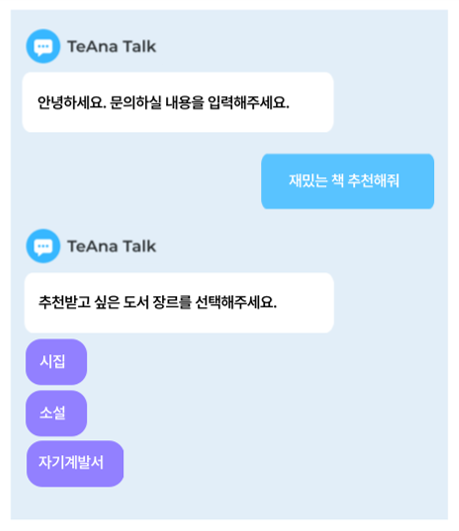 TeAna Talk
안녕하세요. 문의하실 내용을 입력해주세요.
재밌는 책 추천해줘
TeAna Talk
추천받고 싶은 도서 장르를 선택해주세요.
시집
소설
자기계발서